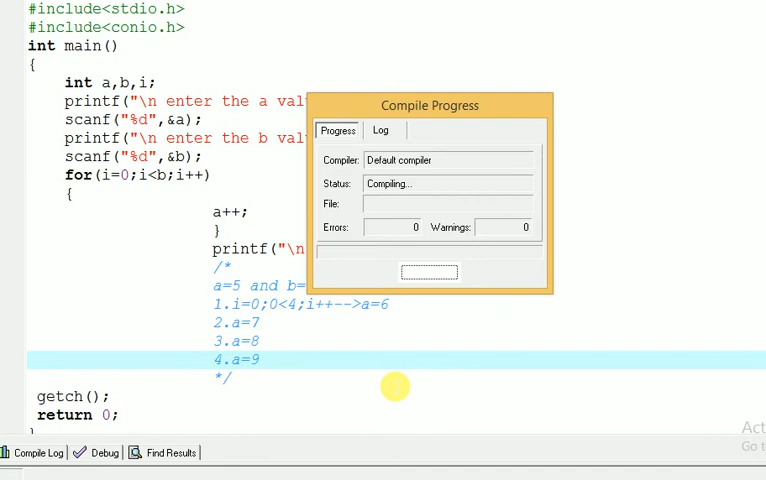 #include<stdio.h>
#include<conio.h>
int main()
{
int a,b,i;
printf("\n enter the a val
scanf("%d",&a);
printf("\n enter the b val
scanf("%d",&b);
for(i=0;i<b;i++)
{
a++;
}
printf("\n
/*
a=5 and b=
1.i=0;0<4;i++-->a=6
2.a=7
3.a=8
4.a=9
*/
getch();
return 0;
}
Compile Progress
Progress Log
Compiler: Default compiler
Status: Compiling...
File:
Errors: 0 Warnings: 0
Compile Log Debug Find Results
Act
Go t